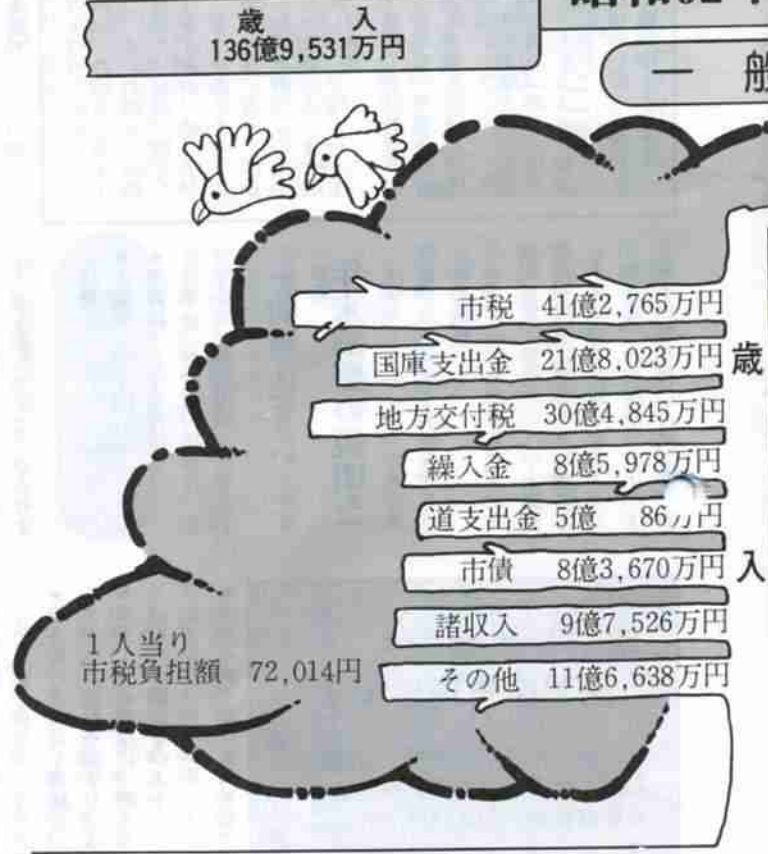 歳 入
136億9,531万円
一 般
市税 41億2,765万円
国庫支出金 21億8,023万円
地方交付税 30億4,845万円
繰入金 8億5,978万円
道支出金 5億 86万円
市債 8億3,670万円
諸収入 9億7,526万円
その他 11億6,638万円
歳
入
1人当り
市税負担額 72,014円